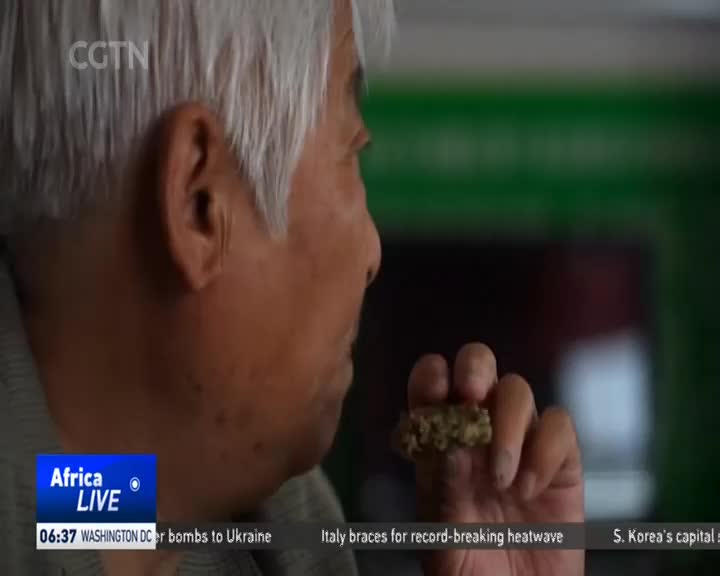 CGTN
Africa
LIVE
06:37 WASHINGTON DC er bombs to Ukraine Italy braces for record-breaking heatwave S. Korea's capital